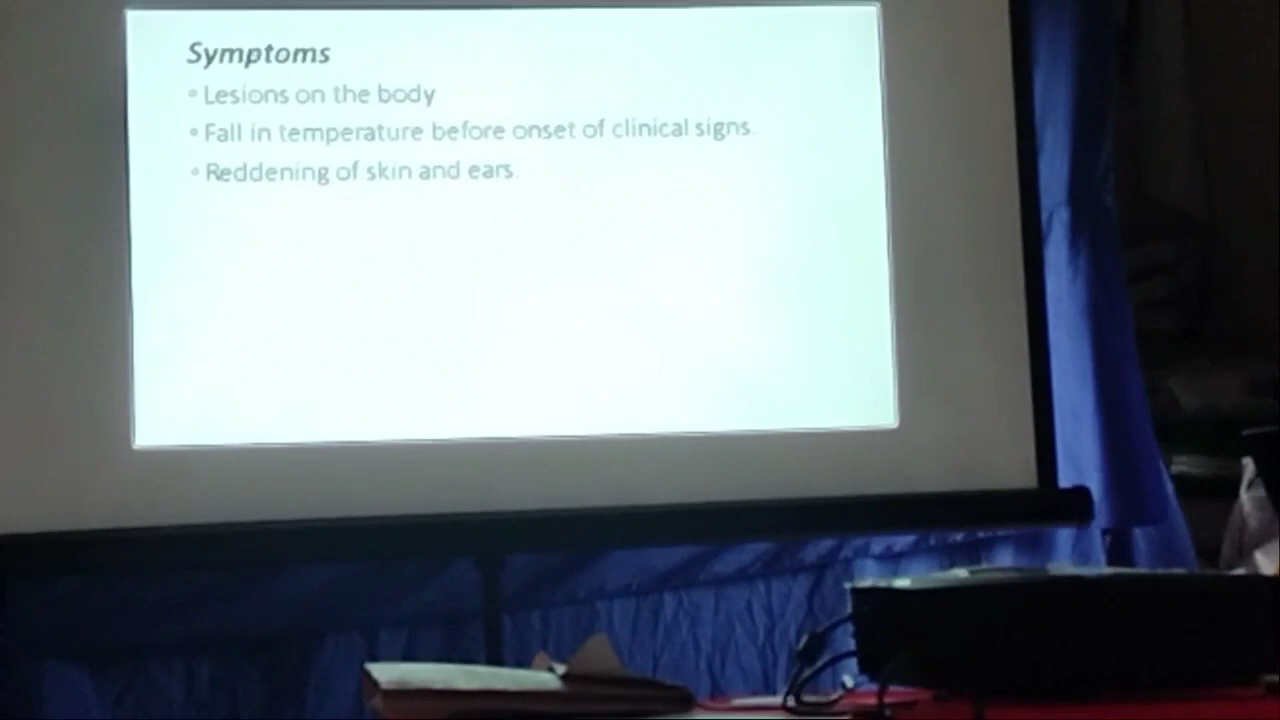 Symptoms
• Lesions on the body
• Fall in temperature before onset of clinical signs.
• Reddening of skin and ears.